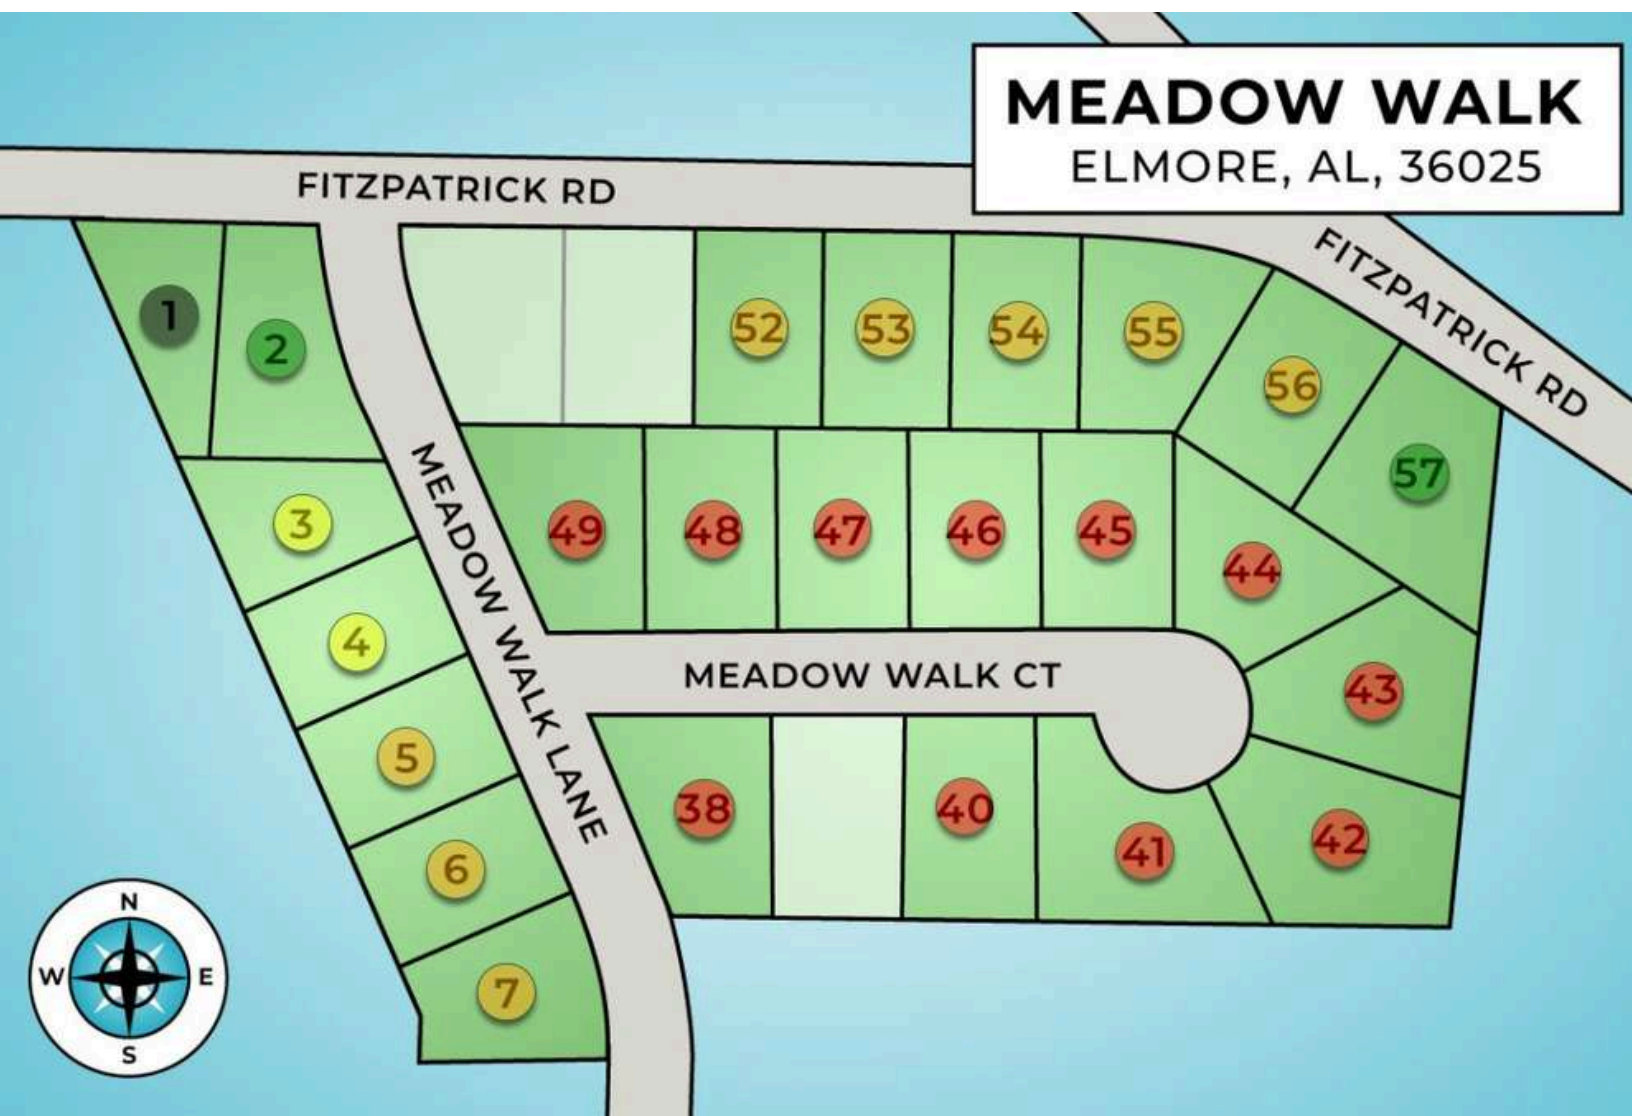 MEADOW WALK
ELMORE, AL, 36025
FITZPATRICK RD
FITZPATRICK RD
1
2
52
53
54
55
56
57
3
49
48
47
46
45
44
4
MEADOW WALK LANE
MEADOW WALK CT
43
5
38
40
41
42
6
7
N
W
E
S